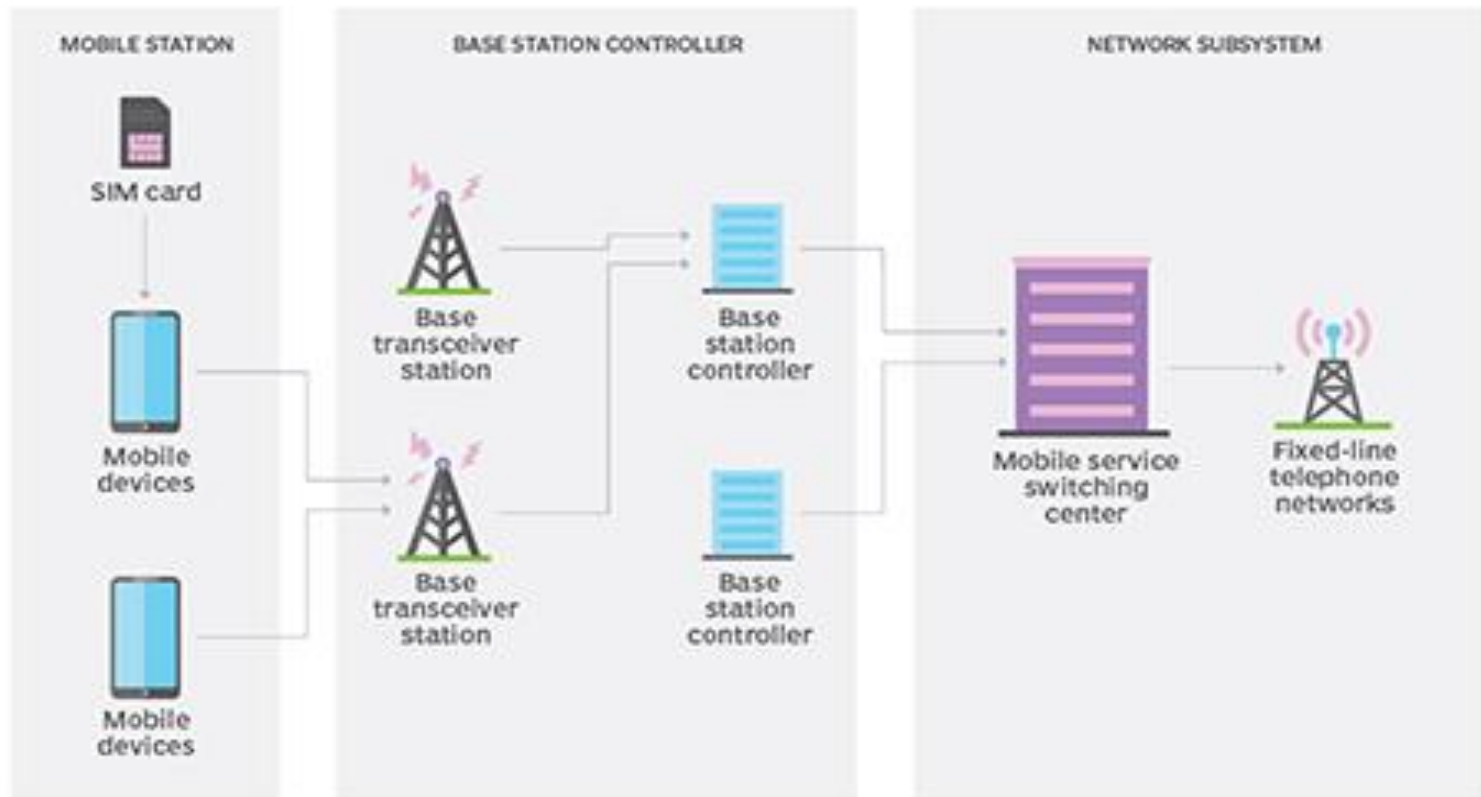 MOBILE STATION
SIM card
Mobile
devices
Mobile
devices
BASE STATION CONTROLLER
Base
transceiver
station
Base
station
controller
Base
transceiver
station
Base
station
controller
NETWORK SUBSYSTEM
Mobile service
switching
center
Fixed-line
telephone
networks